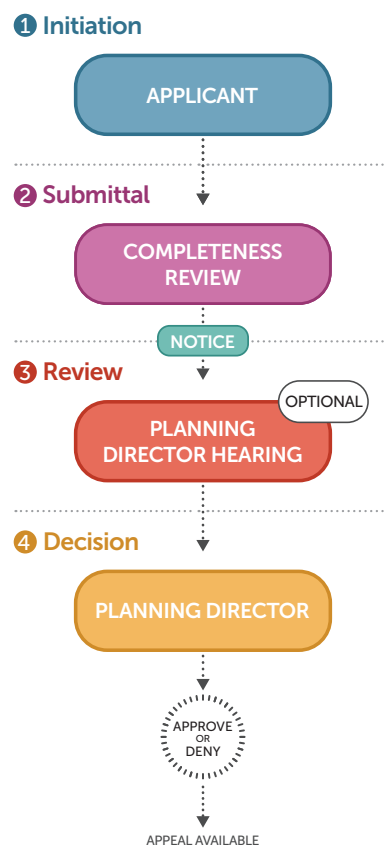 1 Initiation
APPLICANT
2 Submittal
COMPLETENESS
REVIEW
NOTICE
3 Review
OPTIONAL
PLANNING
DIRECTOR HEARING
4 Decision
PLANNING DIRECTOR
APPROVE
OR
DENY
APPEAL AVAILABLE